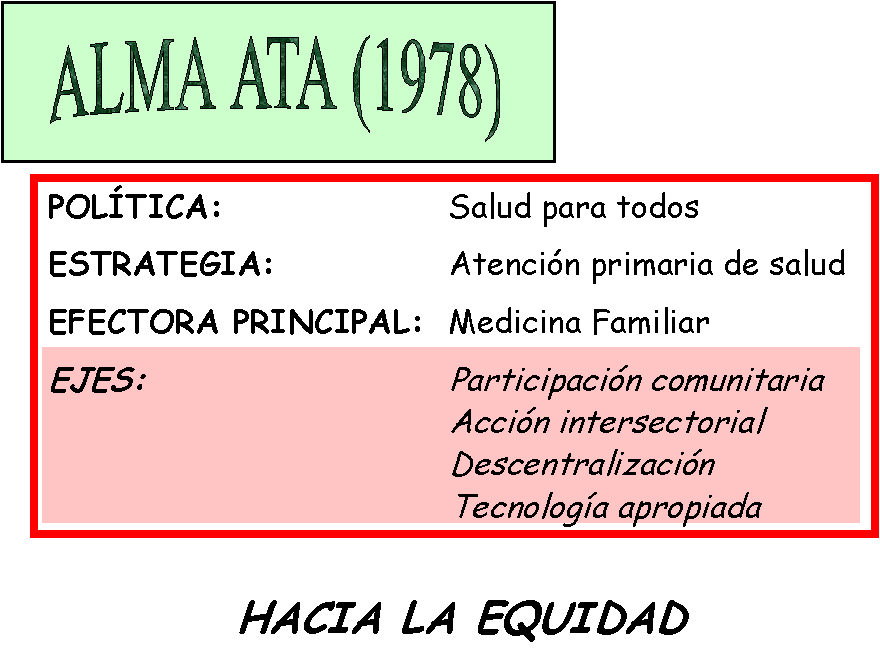 ALMA ATA (1978)
POLÍTICA: Salud para todos
ESTRATEGIA: Atención primaria de salud
EFECTORA PRINCIPAL: Medicina Familiar
EJES: Participación comunitaria
Acción intersectorial
Descentralización
Tecnología apropiada
HACIA LA EQUIDAD